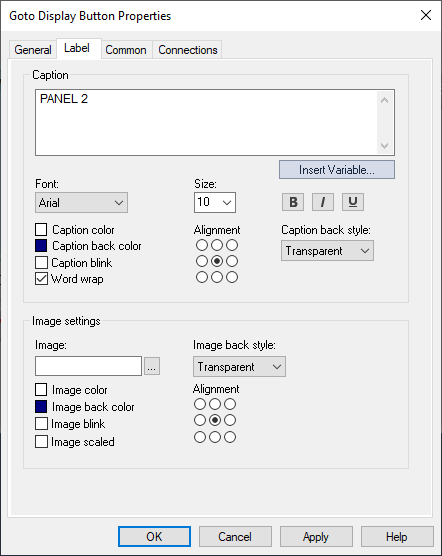 Goto Display Button Properties
General Label Common Connections
Caption
PANEL 2
Insert Variable...
Font: Size:
Arial 10 B I U
Caption color Alignment Caption back style:
Caption back color Transparent
Caption blink
Word wrap
Image settings
Image: Image back style:
... Transparent
Image color Alignment
Image back color
Image blink
Image scaled
OK Cancel Apply Help